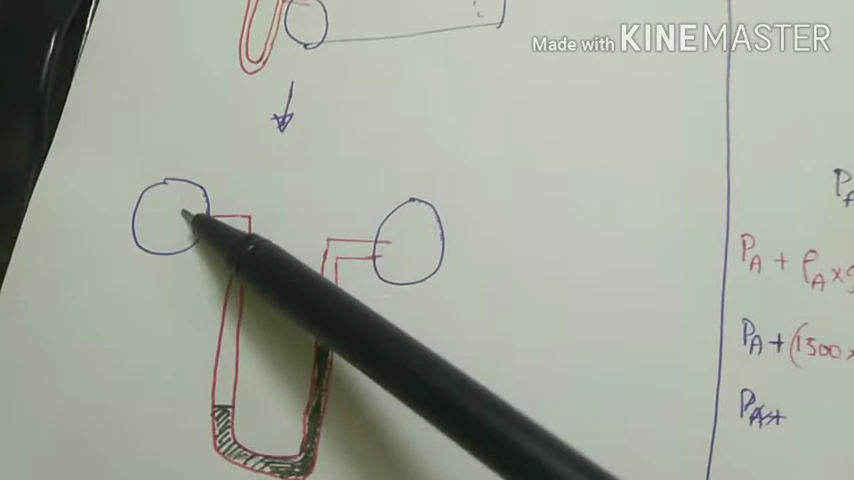 Made with KINEMASTER
P_A
P_A + ρ_A ×
P_A + (1500 ×